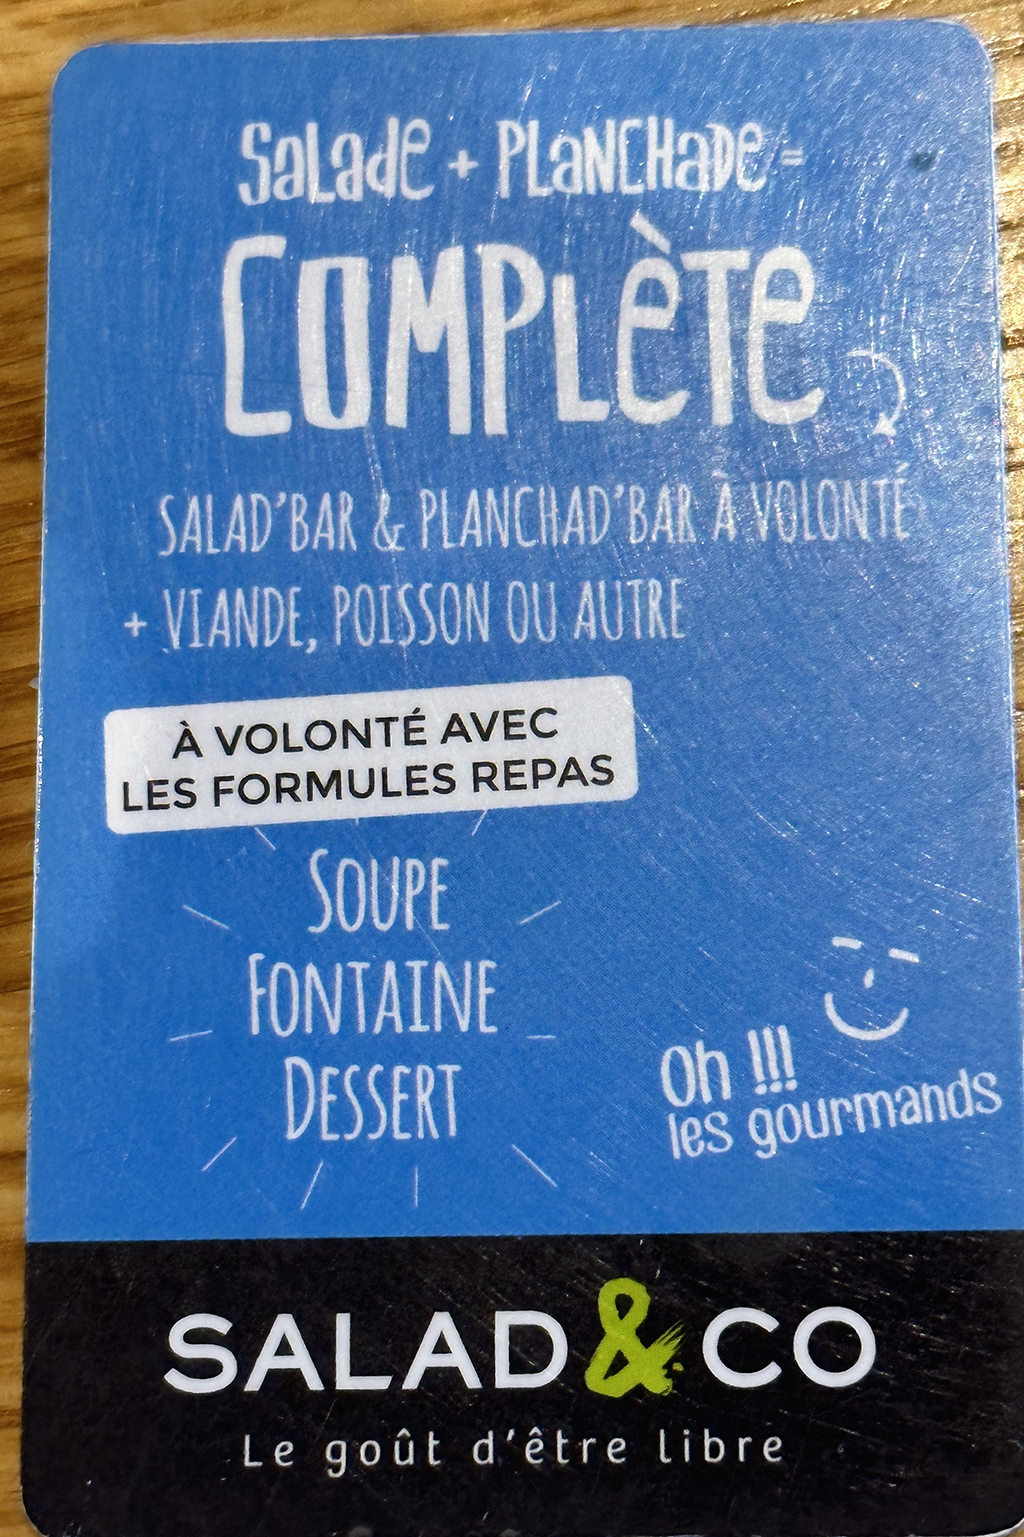 Salade + PLANCHADE =
COMPLÈTE
SALAD'BAR & PLANCHAD'BAR À VOLONTÉ
+ VIANDE, POISSON OU AUTRE
À VOLONTÉ AVEC
LES FORMULES REPAS
SOUPE
FONTAINE
DESSERT
Oh !!!
les gourmands
SALAD&CO
Le goût d'être libre